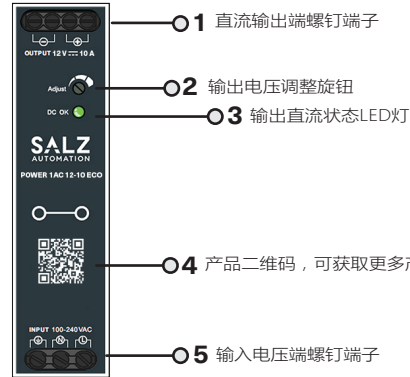 1 直流输出端螺钉端子
OUTPUT 12 V ⎓ 10 A
Adjust
2 输出电压调整旋钮
DC OK
3 输出直流状态LED灯
SALZ
AUTOMATION
POWER 1AC 12-10 ECO
4 产品二维码，可获取更多
INPUT 100-240 VAC
N L
5 输入电压端螺钉端子